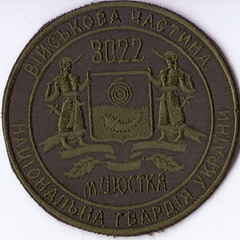 ВІЙСЬКОВА ЧАСТИНА
3022
м.ШОСТКА
НАЦІОНАЛЬНА ГВАРДІЯ УКРАЇНИ